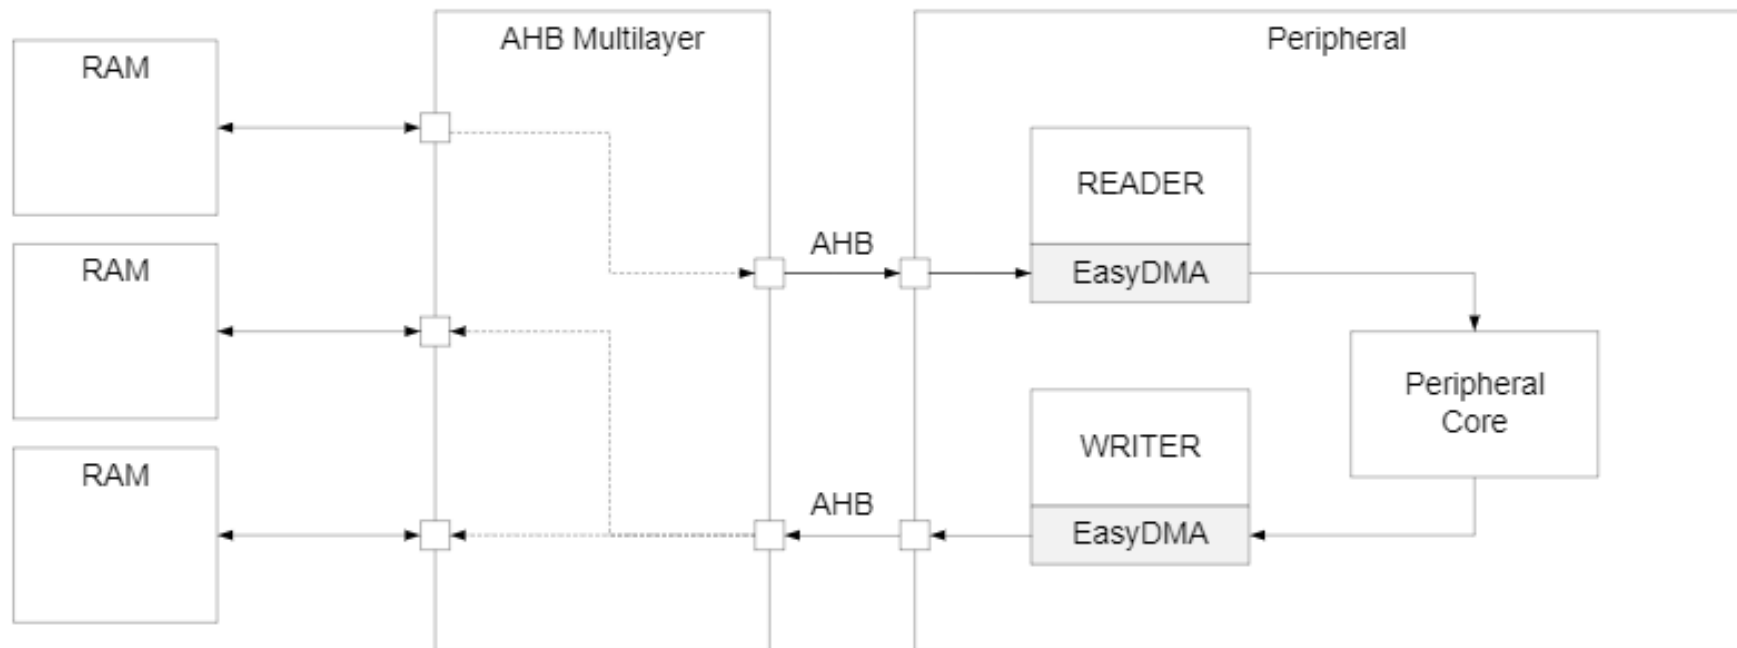 AHB Multilayer
Peripheral
RAM
READER
AHB
EasyDMA
RAM
Peripheral
Core
WRITER
RAM
AHB
EasyDMA